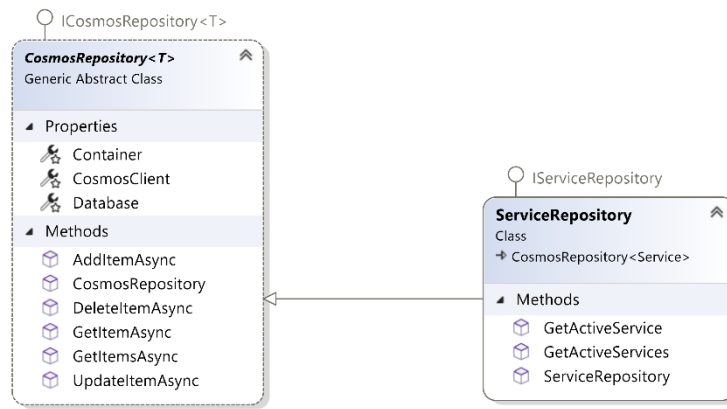 ICosmosRepository<T>
CosmosRepository<T>
Generic Abstract Class
Properties
Container
CosmosClient
Database
Methods
AddItemAsync
CosmosRepository
DeleteItemAsync
GetItemAsync
GetItemsAsync
UpdateItemAsync
IServiceRepository
ServiceRepository
Class
CosmosRepository<Service>
Methods
GetActiveService
GetActiveServices
ServiceRepository